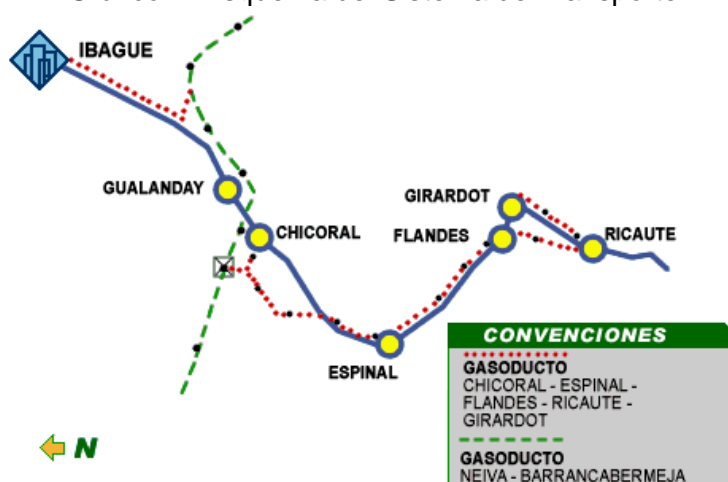 IBAGUE
GUALANDAY
CHICORAL
GIRARDOT
FLANDES
RICAUTE
ESPINAL
N
CONVENCIONES
GASODUCTO
CHICORAL - ESPINAL -
FLANDES - RICAUTE -
GIRARDOT
GASODUCTO
NEIVA - BARRANCABERMEJA